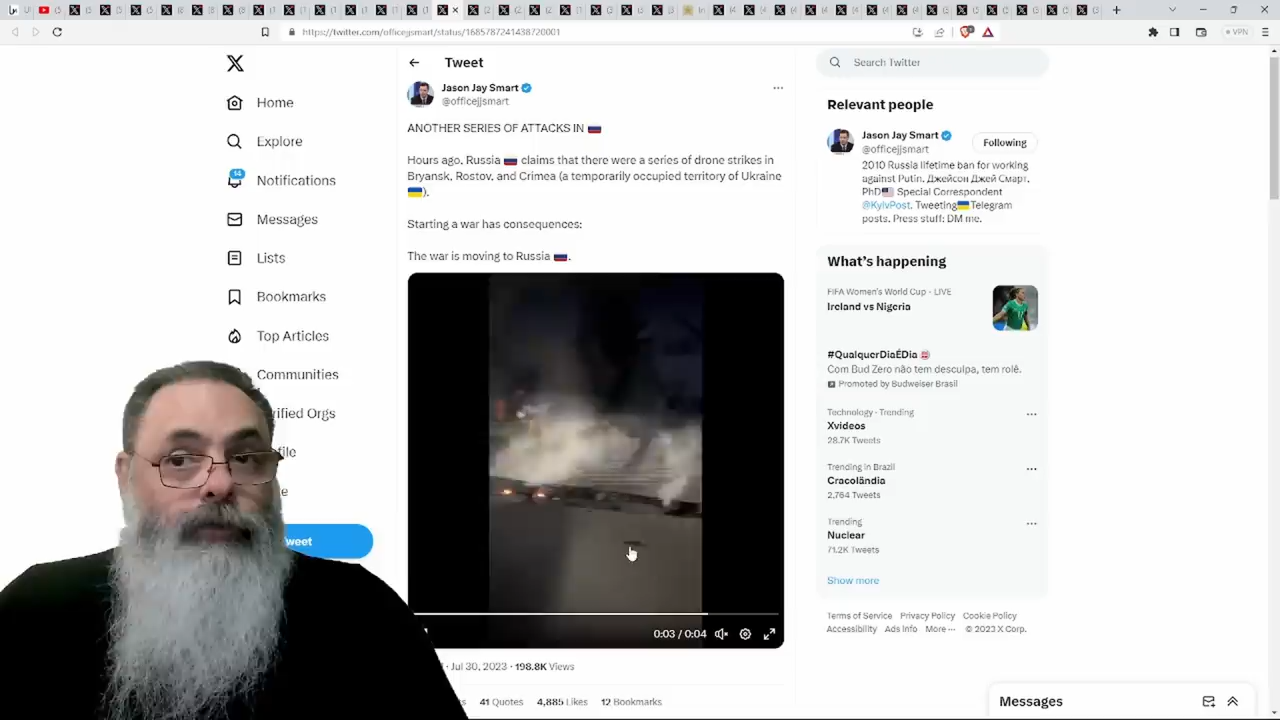 https://twitter.com/officejjsmart/status/1685787241438720001
VPN
Home
Explore
14
Notifications
Messages
Lists
Bookmarks
Top Articles
Communities
Tweet
Jason Jay Smart
@officejjsmart
ANOTHER SERIES OF ATTACKS IN 🇷🇺
Hours ago, Russia 🇷🇺 claims that there were a series of drone strikes in
Bryansk, Rostov, and Crimea (a temporarily occupied territory of Ukraine
🇺🇦).
Starting a war has consequences:
The war is moving to Russia 🇷🇺.
0:03 / 0:04
Jul 30, 2023 · 198.8K Views
41 Quotes 4,885 Likes 12 Bookmarks
Search Twitter
Relevant people
Jason Jay Smart
@officejjsmart
Following
2010 Russia lifetime ban for working
against Putin. Джейсон Джей Смарт,
PhD🇺🇸 Special Correspondent
@KyivPost. Tweeting🇺🇦Telegram
posts. Press stuff: DM me.
What's happening
FIFA Women's World Cup · LIVE
Ireland vs Nigeria
#QualquerDiaÉDia
Com Bud Zero não tem desculpa, tem rolê.
Promoted by Budweiser Brasil
Technology · Trending
Xvideos
28.7K Tweets
Trending in Brazil
Cracolândia
2,764 Tweets
Trending
Nuclear
71.2K Tweets
Show more
Terms of Service Privacy Policy Cookie Policy
Accessibility Ads info More ··· © 2023 X Corp.
Messages